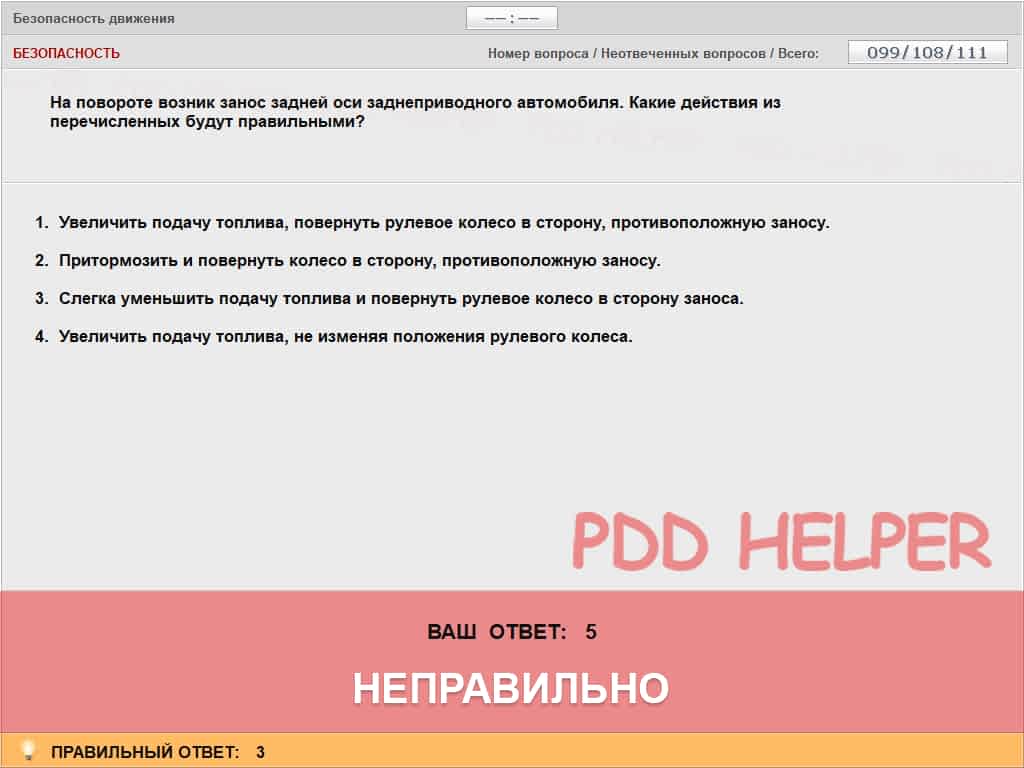 Безопасность движения
−− : −−
БЕЗОПАСНОСТЬ
Номер вопроса / Неотвеченных вопросов / Всего:
099/108/111
На повороте возник занос задней оси заднеприводного автомобиля. Какие действия из
перечисленных будут правильными?
1. Увеличить подачу топлива, повернуть рулевое колесо в сторону, противоположную заносу.
2. Притормозить и повернуть колесо в сторону, противоположную заносу.
3. Слегка уменьшить подачу топлива и повернуть рулевое колесо в сторону заноса.
4. Увеличить подачу топлива, не изменяя положения рулевого колеса.
PDD HELPER
ВАШ ОТВЕТ: 5
НЕПРАВИЛЬНО
ПРАВИЛЬНЫЙ ОТВЕТ: 3